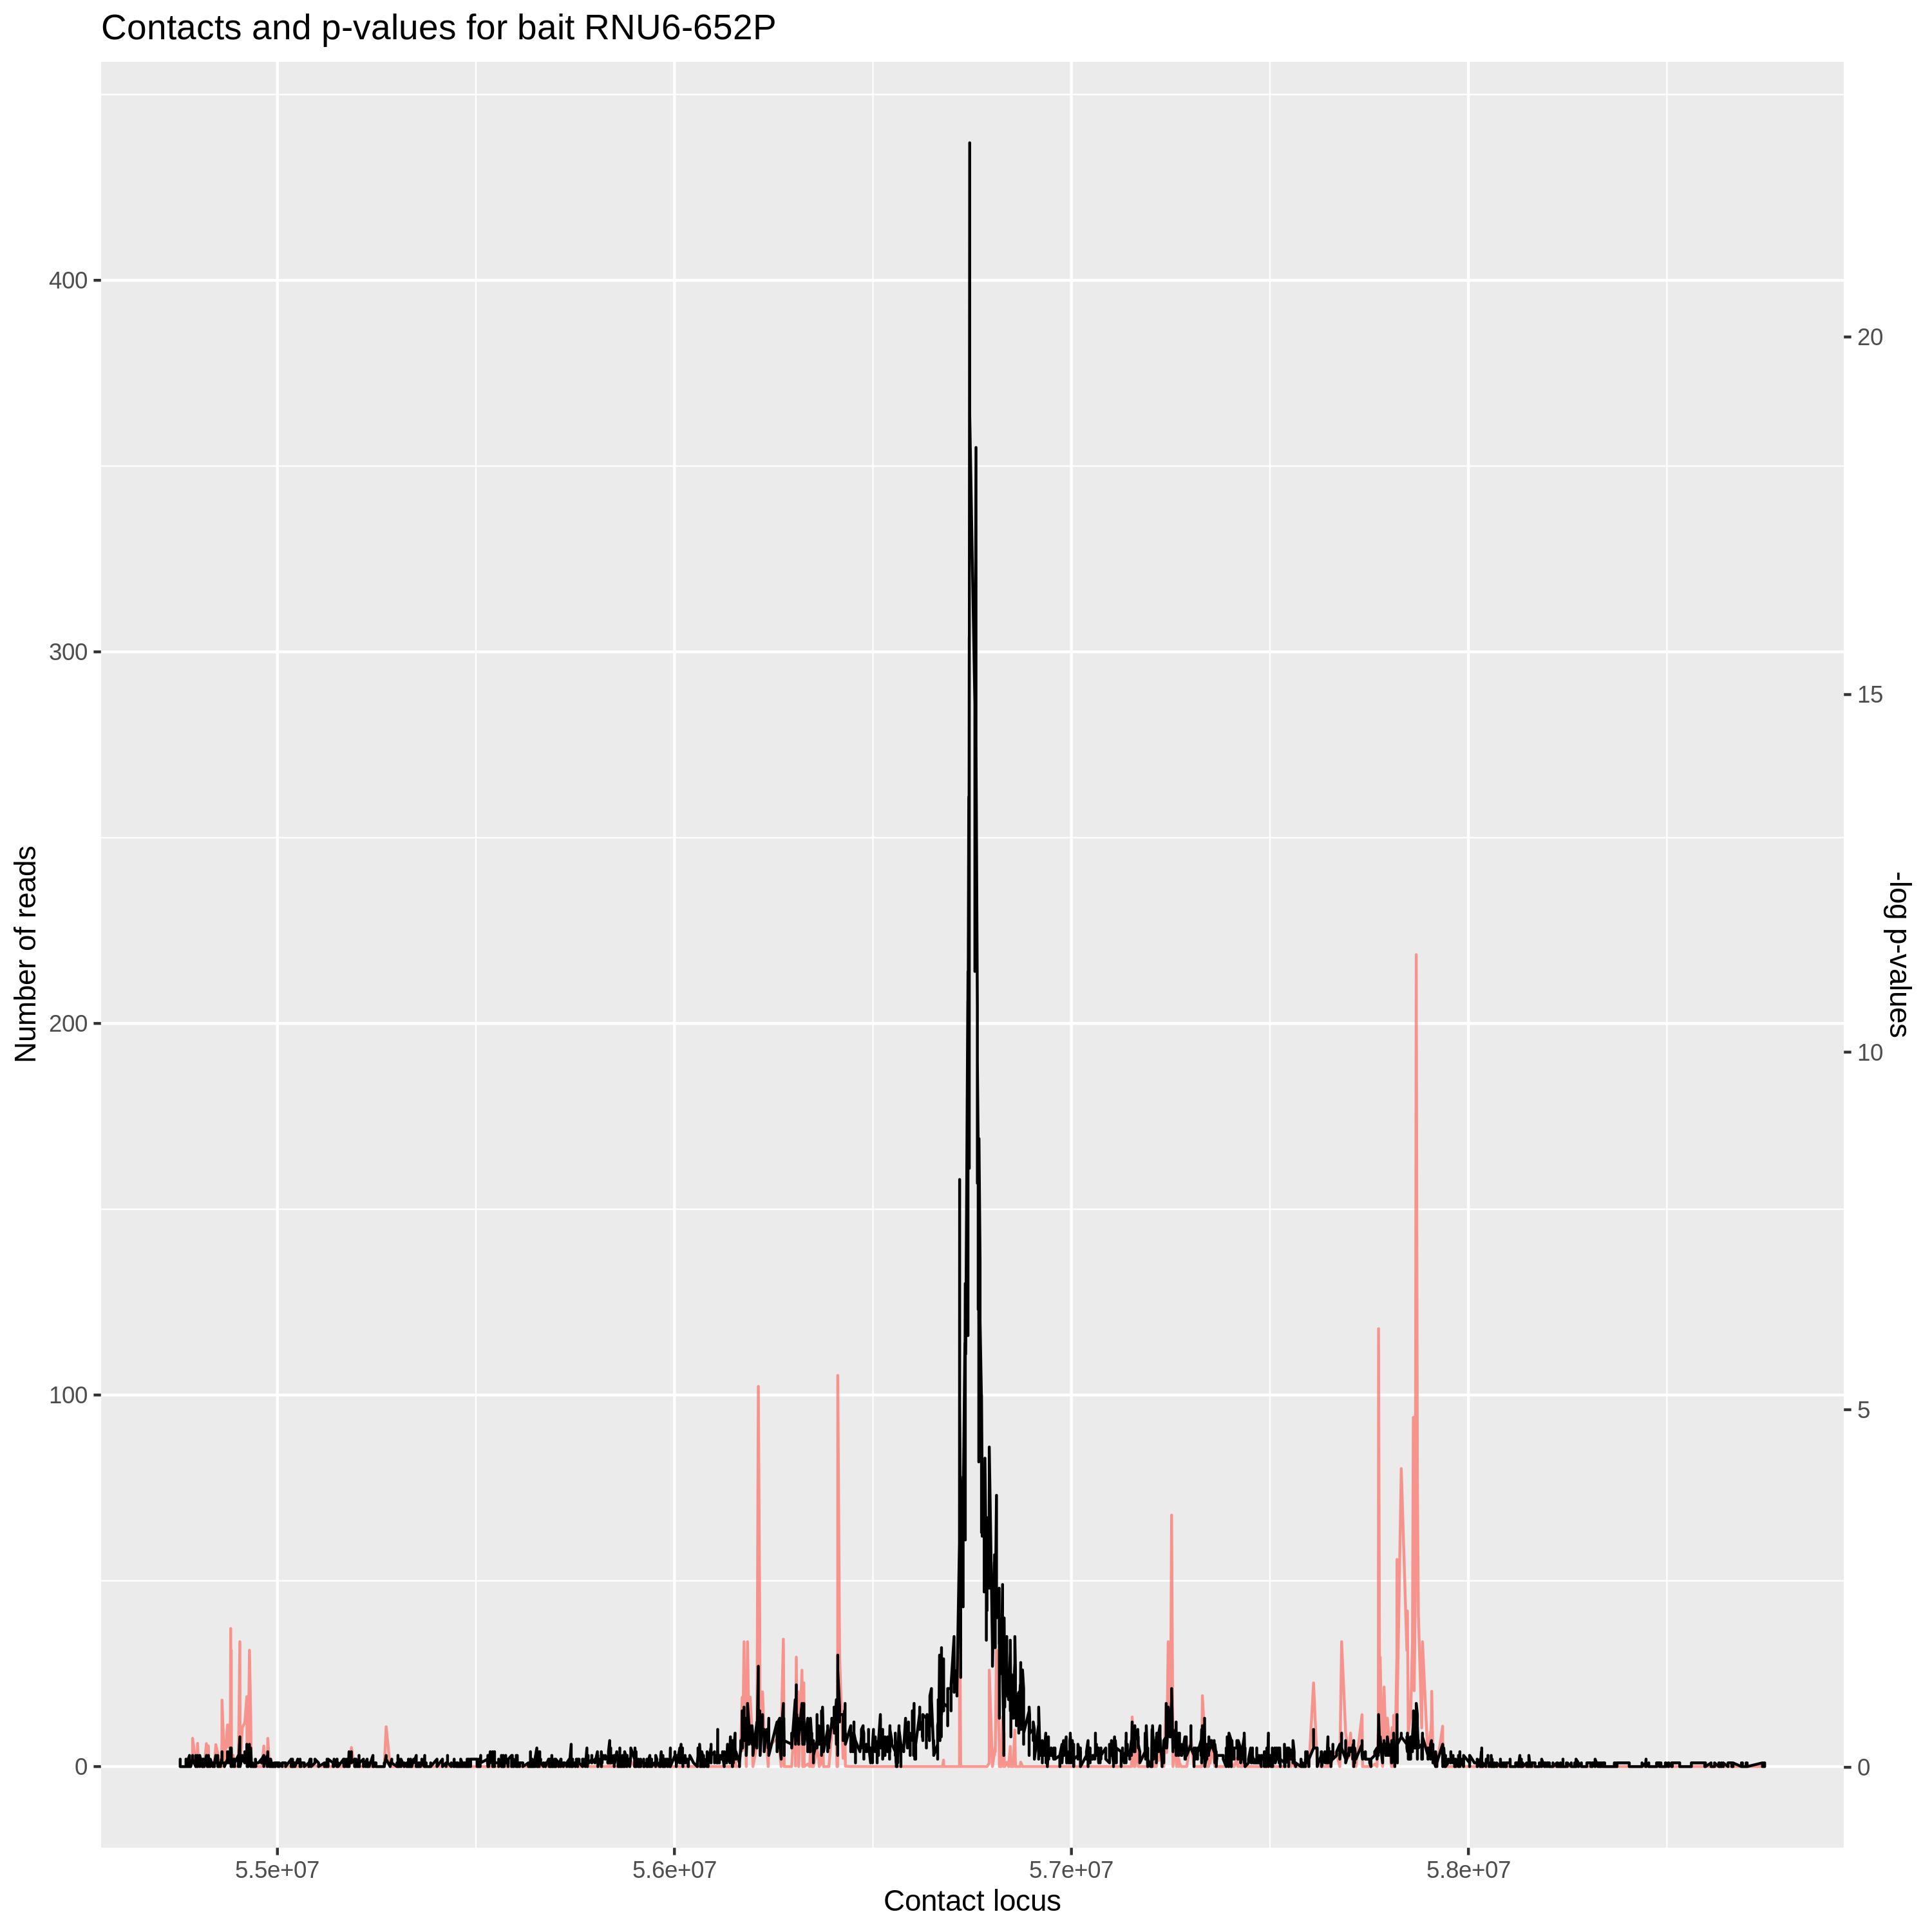 Contacts and p-values for bait RNU6-652P
Number of reads
400
300
200
100
0
20
15
10
5
0
-log p-values
5.5e+07
5.6e+07
5.7e+07
5.8e+07
Contact locus